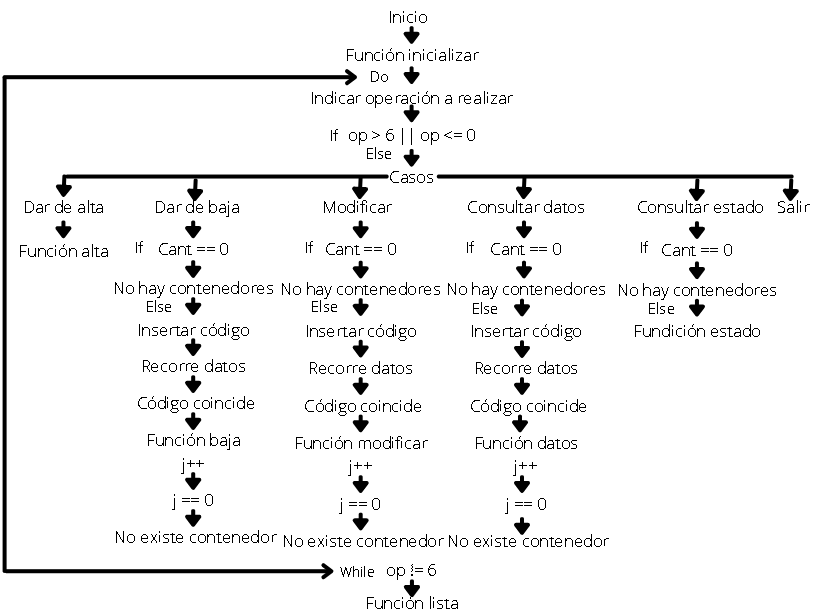 Inicio
Función inicializar
Do
Indicar operación a realizar
If op > 6 || op <= 0
Else
Casos
Dar de alta
Función alta
Dar de baja
If Cant == 0
No hay contenedores
Else
Insertar código
Recorre datos
Código coincide
Función baja
j++
j == 0
No existe contenedor
Modificar
If Cant == 0
No hay contenedores
Else
Insertar código
Recorre datos
Código coincide
Función modificar
j++
j == 0
No existe contenedor
Consultar datos
If Cant == 0
No hay contenedores
Else
Insertar código
Recorre datos
Código coincide
Función datos
j++
j == 0
No existe contenedor
Consultar estado
If Cant == 0
No hay contenedores
Else
Fundición estado
Salir
While op != 6
Función lista